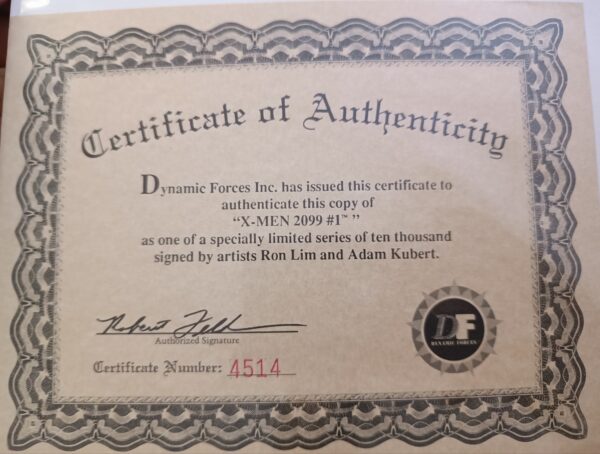 Certificate of Authenticity
Dynamic Forces Inc. has issued this certificate to
authenticate this copy of
“X-MEN 2099 #1™ ”
as one of a specially limited series of ten thousand
signed by artists Ron Lim and Adam Kubert.
Authorized Signature
Certificate Number: 4514
DF
DYNAMIC FORCES